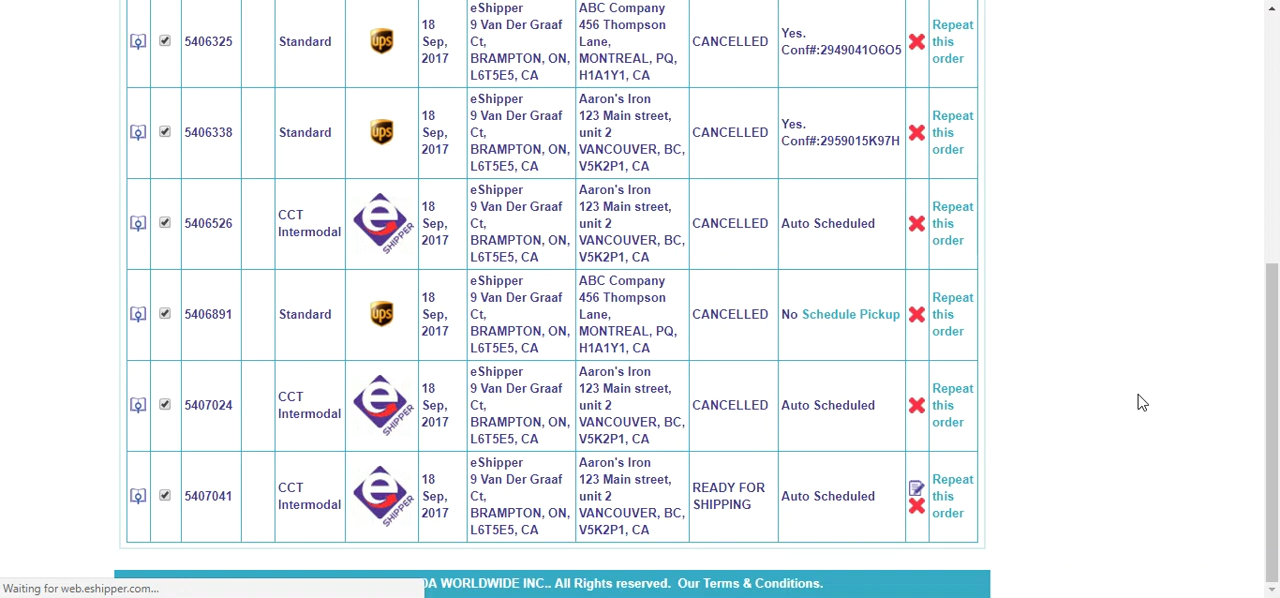 5406325 Standard ups 18 Sep, 2017 eShipper 9 Van Der Graaf Ct, BRAMPTON, ON, L6T5E5, CA ABC Company 456 Thompson Lane, MONTREAL, PQ, H1A1Y1, CA CANCELLED Yes. Conf#:2949041O6O5 Repeat this order
5406338 Standard ups 18 Sep, 2017 eShipper 9 Van Der Graaf Ct, BRAMPTON, ON, L6T5E5, CA Aaron's Iron 123 Main street, unit 2 VANCOUVER, BC, V5K2P1, CA CANCELLED Yes. Conf#:2959015K97H Repeat this order
5406526 CCT Intermodal e SHIPPER 18 Sep, 2017 eShipper 9 Van Der Graaf Ct, BRAMPTON, ON, L6T5E5, CA Aaron's Iron 123 Main street, unit 2 VANCOUVER, BC, V5K2P1, CA CANCELLED Auto Scheduled Repeat this order
5406891 Standard ups 18 Sep, 2017 eShipper 9 Van Der Graaf Ct, BRAMPTON, ON, L6T5E5, CA ABC Company 456 Thompson Lane, MONTREAL, PQ, H1A1Y1, CA CANCELLED No Schedule Pickup Repeat this order
5407024 CCT Intermodal e SHIPPER 18 Sep, 2017 eShipper 9 Van Der Graaf Ct, BRAMPTON, ON, L6T5E5, CA Aaron's Iron 123 Main street, unit 2 VANCOUVER, BC, V5K2P1, CA CANCELLED Auto Scheduled Repeat this order
5407041 CCT Intermodal e SHIPPER 18 Sep, 2017 eShipper 9 Van Der Graaf Ct, BRAMPTON, ON, L6T5E5, CA Aaron's Iron 123 Main street, unit 2 VANCOUVER, BC, V5K2P1, CA READY FOR SHIPPING Auto Scheduled Repeat this order
WORLDWIDE INC.. All Rights reserved. Our Terms & Conditions.
Waiting for web.eshipper.com...